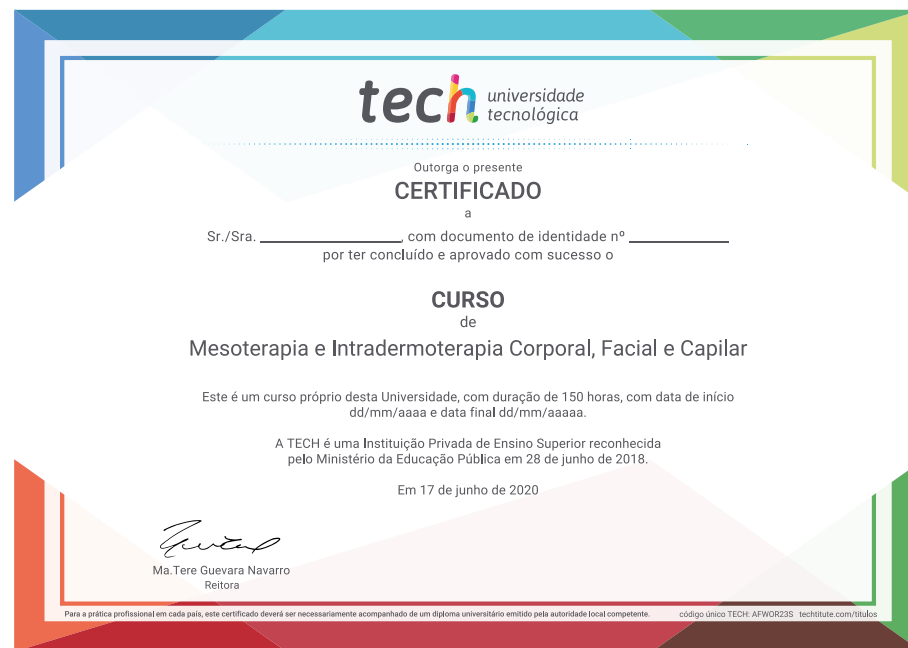 tech universidade
tecnológica
Outorga o presente
CERTIFICADO
a
Sr./Sra. , com documento de identidade nº
por ter concluído e aprovado com sucesso o
CURSO
de
Mesoterapia e Intradermoterapia Corporal, Facial e Capilar
Este é um curso próprio desta Universidade, com duração de 150 horas, com data de início
dd/mm/aaaa e data final dd/mm/aaaaa.
A TECH é uma Instituição Privada de Ensino Superior reconhecida
pelo Ministério da Educação Pública em 28 de junho de 2018.
Em 17 de junho de 2020
Ma.Tere Guevara Navarro
Reitora
Para a prática profissional em cada país, este certificado deverá ser necessariamente acompanhado de um diploma universitário emitido pela autoridade local competente. código único TECH: AFWOR23S techtitute.com/titulos